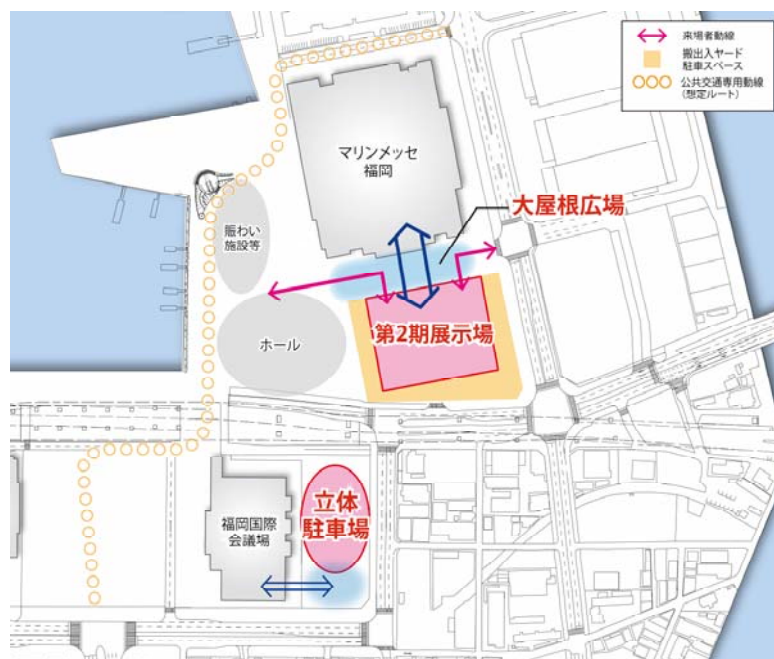 来場者動線
搬出入ヤード
駐車スペース
公共交通専用動線
(想定ルート)
マリンメッセ
福岡
大屋根広場
賑わい
施設等
ホール
第2期展示場
立体
駐車場
福岡国際
会議場